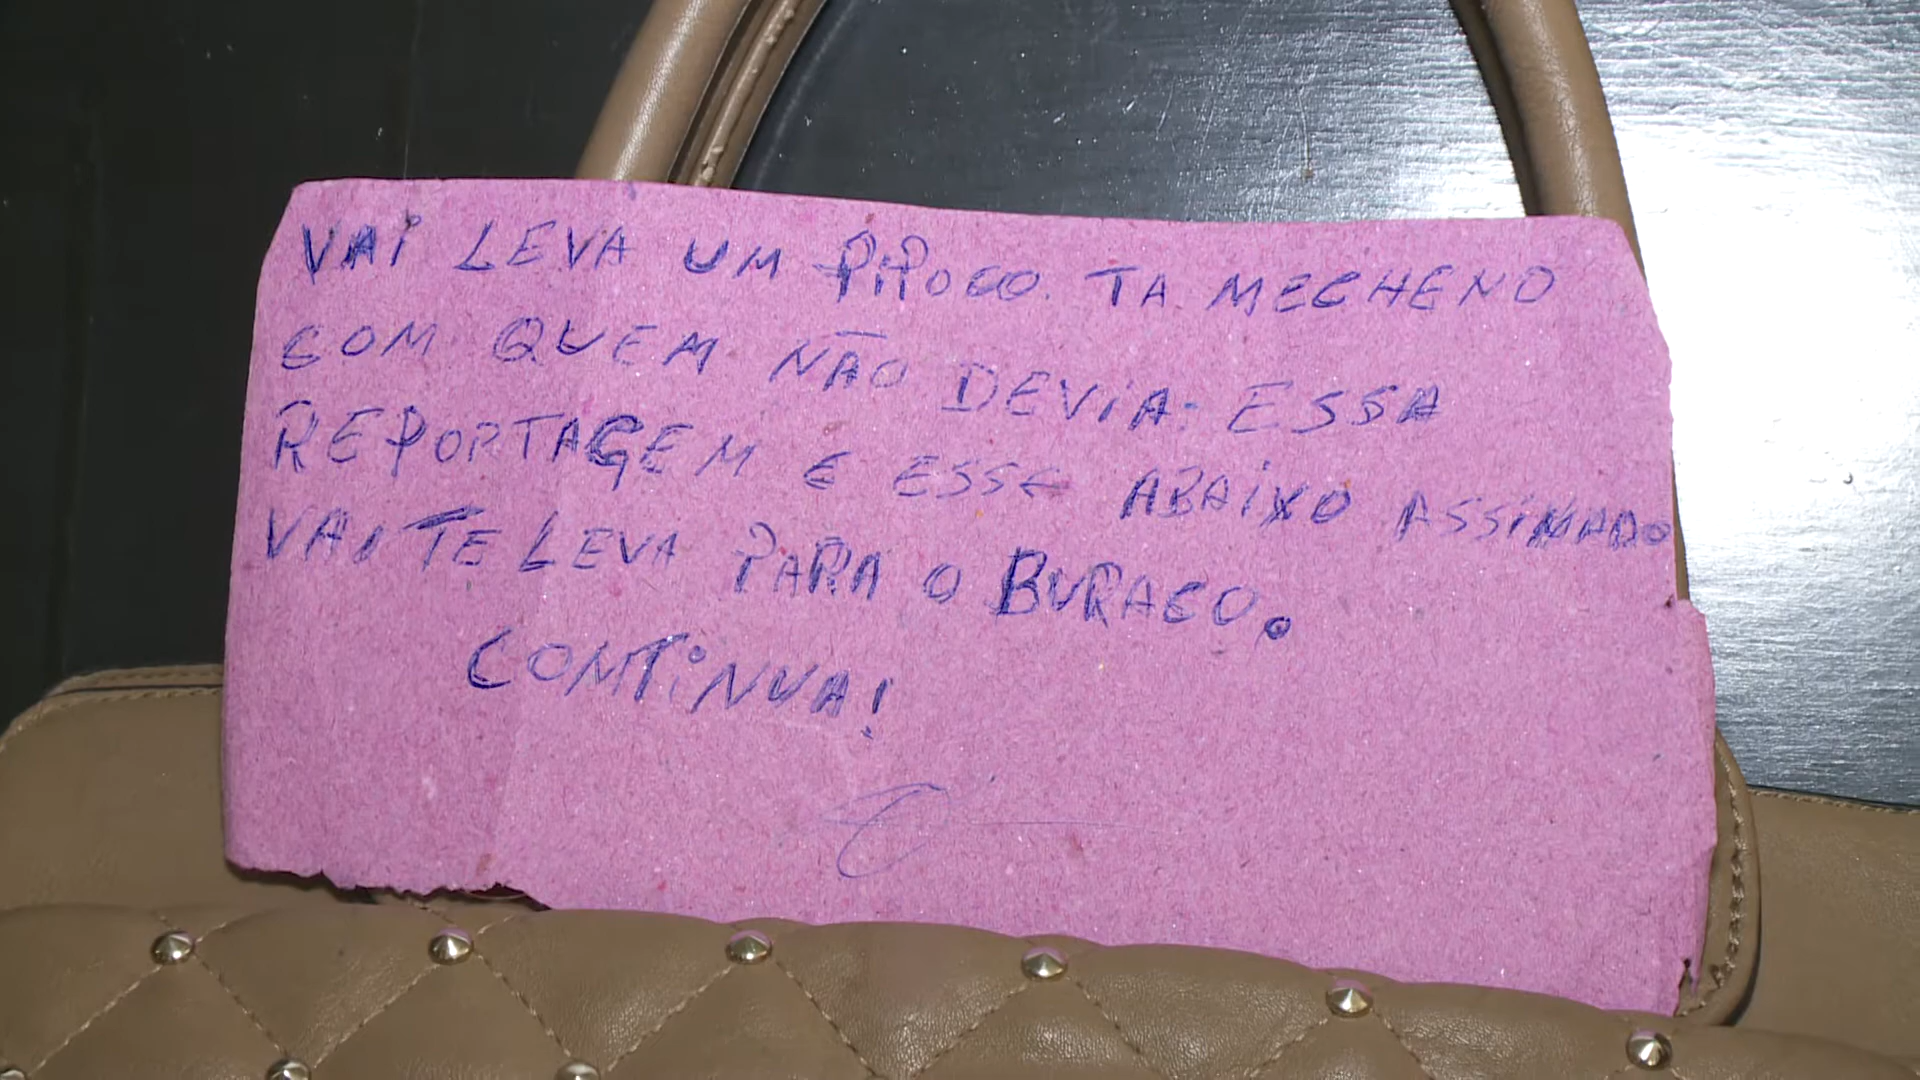 VAI LEVA UM PIPOCO. TA MECHENO
COM QUEM NÃO DEVIA. ESSA
REPORTAGEM E ESSE ABAIXO ASSINADO
VAI TE LEVA PARA O BURACO.
CONTINUA!